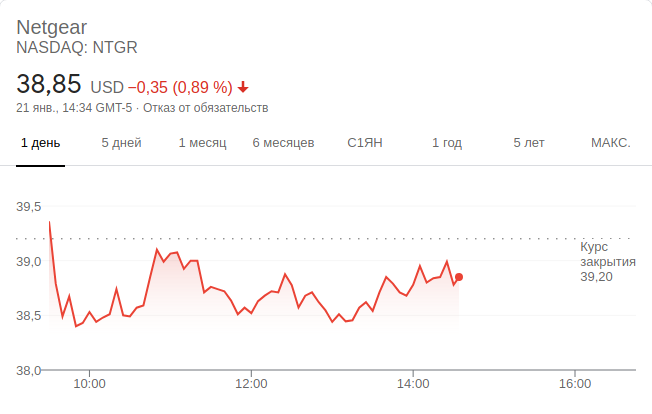 Netgear
NASDAQ: NTGR
38,85 USD −0,35 (0,89 %)
21 янв., 14:34 GMT-5 · Отказ от обязательств
1 день 5 дней 1 месяц 6 месяцев С1ЯН 1 год 5 лет МАКС.
39,5
39,0
38,5
38,0
Курс
закрытия
39,20
10:00 12:00 14:00 16:00